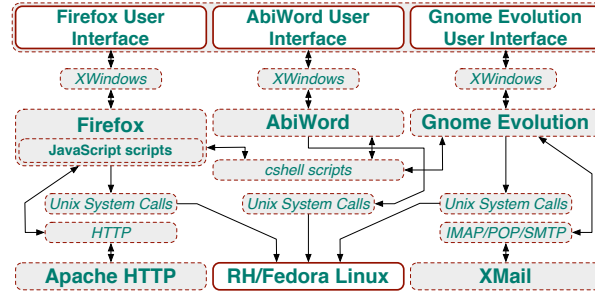 Firefox User
Interface
AbiWord User
Interface
Gnome Evolution
User Interface
XWindows
XWindows
XWindows
Firefox
JavaScript scripts
AbiWord
Gnome Evolution
cshell scripts
Unix System Calls
Unix System Calls
Unix System Calls
HTTP
IMAP/POP/SMTP
Apache HTTP
RH/Fedora Linux
XMail